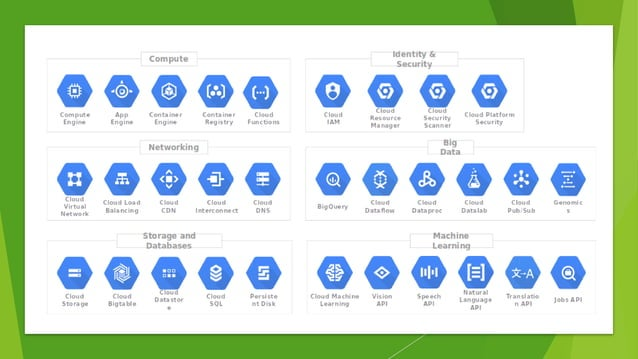 Compute
Compute
Engine
App
Engine
Container
Engine
Container
Registry
Cloud
Functions
Identity &
Security
Cloud
IAM
Cloud
Resource
Manager
Cloud
Security
Scanner
Cloud Platform
Security
Networking
Cloud
Virtual
Network
Cloud Load
Balancing
Cloud
CDN
Cloud
Interconnect
Cloud
DNS
Big
Data
BigQuery
Cloud
Dataflow
Cloud
Dataproc
Cloud
Datalab
Cloud
Pub/Sub
Genomic
s
Storage and
Databases
Cloud
Storage
Cloud
Bigtable
Cloud
Datastor
e
Cloud
SQL
Persiste
nt Disk
Machine
Learning
Cloud Machine
Learning
Vision
API
Speech
API
Natural
Language
API
文→A
Translatio
n API
Jobs API